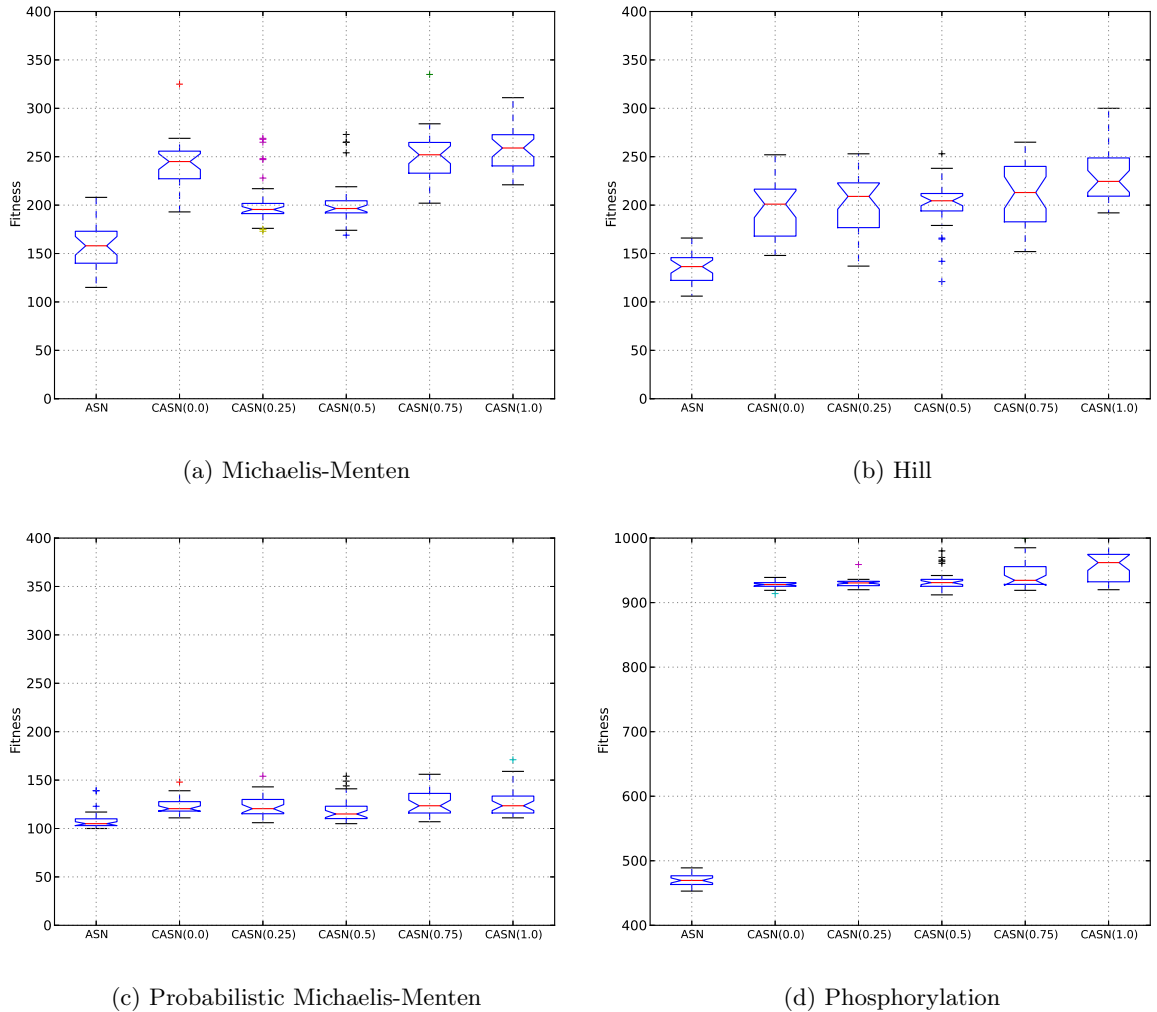 400
350
300
250
200
150
100
50
0
Fitness
ASN CASN(0.0) CASN(0.25) CASN(0.5) CASN(0.75) CASN(1.0)
(a) Michaelis-Menten
400
350
300
250
200
150
100
50
0
Fitness
ASN CASN(0.0) CASN(0.25) CASN(0.5) CASN(0.75) CASN(1.0)
(b) Hill
400
350
300
250
200
150
100
50
0
Fitness
ASN CASN(0.0) CASN(0.25) CASN(0.5) CASN(0.75) CASN(1.0)
(c) Probabilistic Michaelis-Menten
1000
900
800
700
600
500
400
Fitness
ASN CASN(0.0) CASN(0.25) CASN(0.5) CASN(0.75) CASN(1.0)
(d) Phosphorylation